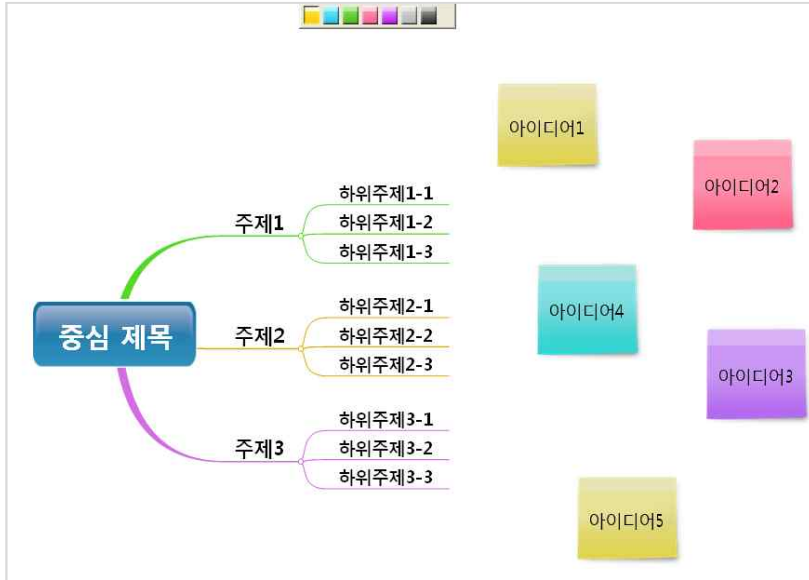 중심 제목
주제1
하위주제1-1
하위주제1-2
하위주제1-3
주제2
하위주제2-1
하위주제2-2
하위주제2-3
주제3
하위주제3-1
하위주제3-2
하위주제3-3
아이디어1
아이디어2
아이디어4
아이디어3
아이디어5